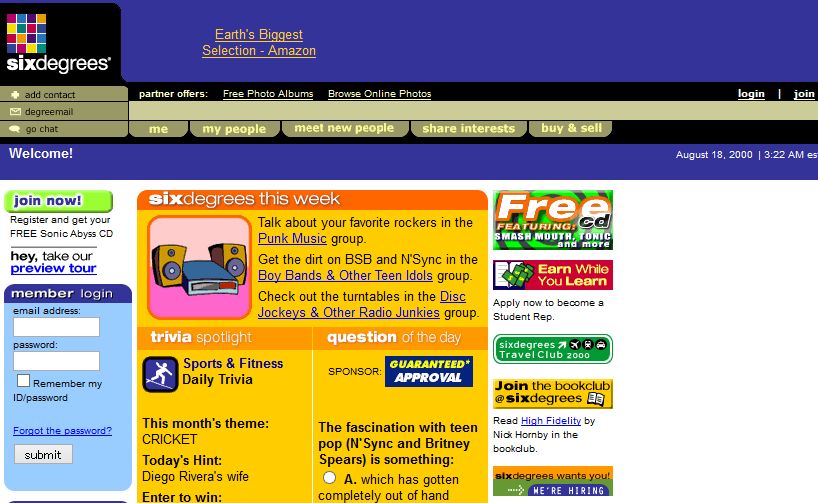 Earth's Biggest
Selection - Amazon
sixdegrees®
add contact
degreemail
go chat
partner offers: Free Photo Albums Browse Online Photos
login | join
me my people meet new people share interests buy & sell
Welcome!
August 18, 2000 | 3:22 AM est
join now!
Register and get your
FREE Sonic Abyss CD
hey, take our
preview tour
member login
email address:
password:
Remember my
ID/password
Forgot the password?
submit
sixdegrees this week
Talk about your favorite rockers in the
Punk Music group.
Get the dirt on BSB and N'Sync in the
Boy Bands & Other Teen Idols group.
Check out the turntables in the Disc
Jockeys & Other Radio Junkies group.
trivia spotlight
Sports & Fitness
Daily Trivia
This month's theme:
CRICKET
Today's Hint:
Diego Rivera's wife
Enter to win:
question of the day
SPONSOR: GUARANTEED*
APPROVAL
The fascination with teen
pop (N'Sync and Britney
Spears) is something:
A. which has gotten
completely out of hand
Free
cd
FEATURING:
SMASH MOUTH, TONIC
and more
Earn While
You Learn
Apply now to become a
Student Rep.
sixdegrees
Travel Club 2000
Join the bookclub
@sixdegrees
Read High Fidelity by
Nick Hornby in the
bookclub.
sixdegrees wants you!
WE'RE HIRING